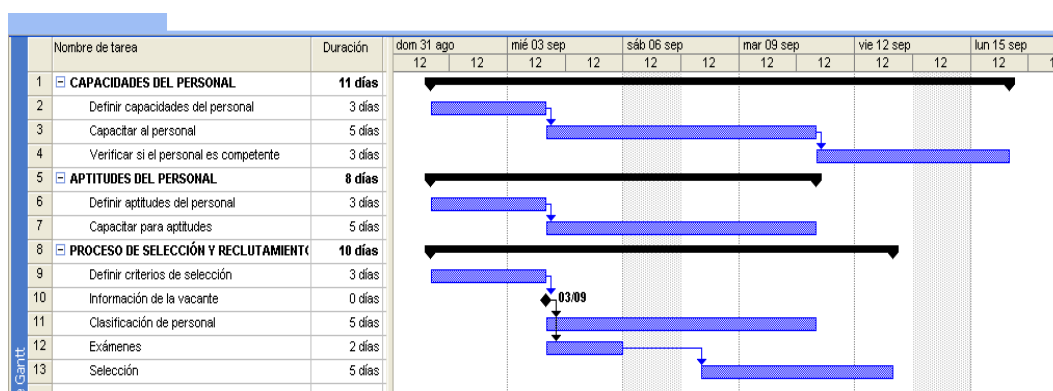 Nombre de tarea Duración dom 31 ago mié 03 sep sáb 06 sep mar 09 sep vie 12 sep lun 15 sep
12 12 12 12 12 12 12 12 12 12 12 1
1 CAPACIDADES DEL PERSONAL 11 días
2 Definir capacidades del personal 3 días
3 Capacitar al personal 5 días
4 Verificar si el personal es competente 3 días
5 APTITUDES DEL PERSONAL 8 días
6 Definir aptitudes del personal 3 días
7 Capacitar para aptitudes 5 días
8 PROCESO DE SELECCIÓN Y RECLUTAMIENTO 10 días
9 Definir criterios de selección 3 días
10 Información de la vacante 0 días 03/09
11 Clasificación de personal 5 días
12 Exámenes 2 días
13 Selección 5 días
e Gantt